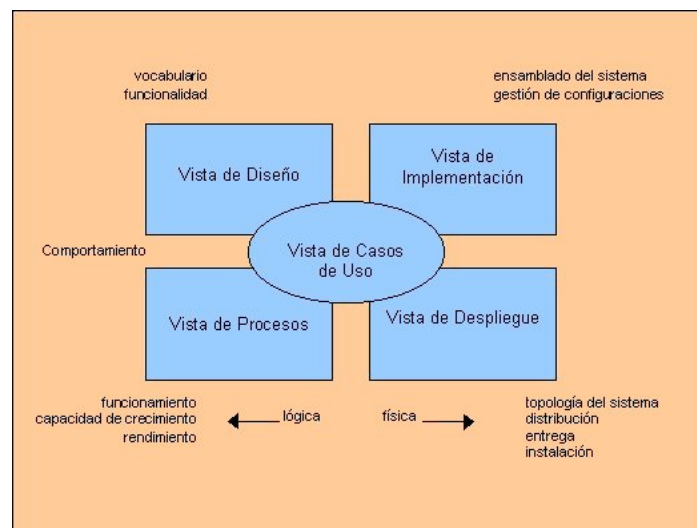 vocabulario
funcionalidad
ensamblado del sistema
gestión de configuraciones
Vista de Diseño
Vista de
Implementación
Comportamiento
Vista de Casos
de Uso
Vista de Procesos
Vista de Despliegue
funcionamiento
capacidad de crecimiento
rendimiento
lógica
física
topología del sistema
distribución
entrega
instalación